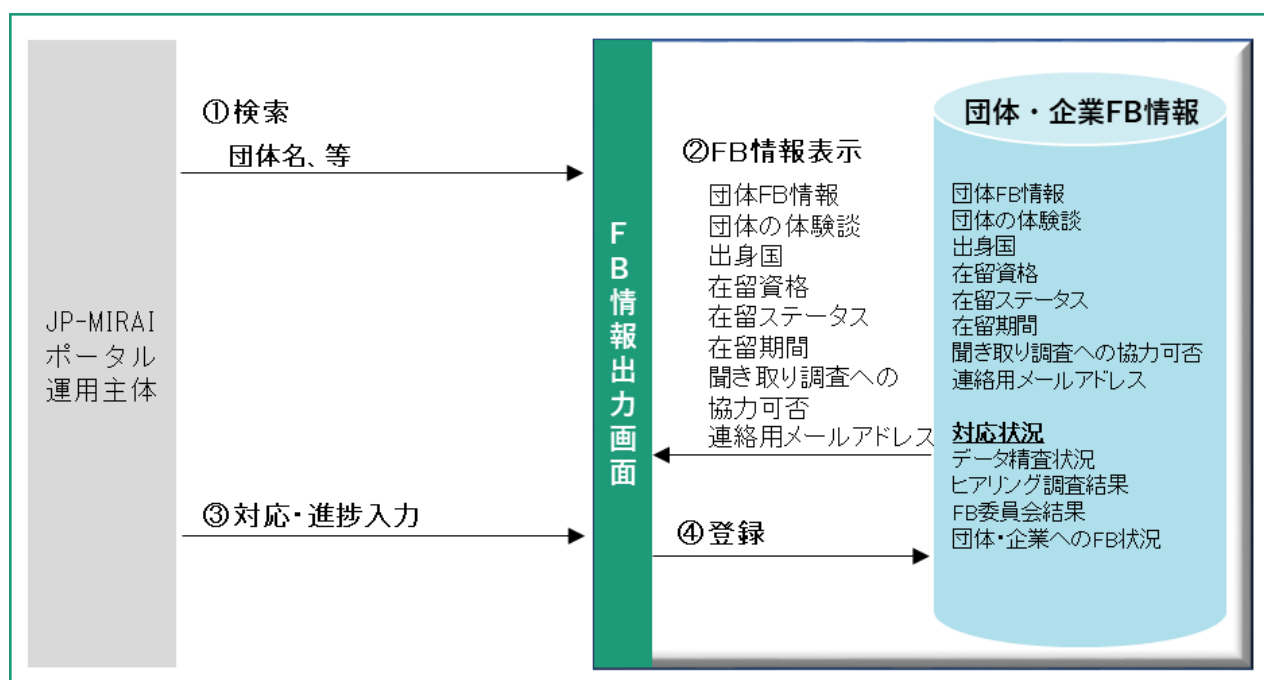 JP-MIRAI
ポータル
運用主体
①検索
団体名、等
③対応・進捗入力
FB情報出力画面
②FB情報表示
団体FB情報
団体の体験談
出身国
在留資格
在留ステータス
在留期間
聞き取り調査への
協力可否
連絡用メールアドレス
④登録
団体・企業FB情報
団体FB情報
団体の体験談
出身国
在留資格
在留ステータス
在留期間
聞き取り調査への協力可否
連絡用メールアドレス
対応状況
データ精査状況
ヒアリング調査結果
FB委員会結果
団体・企業へのFB状況